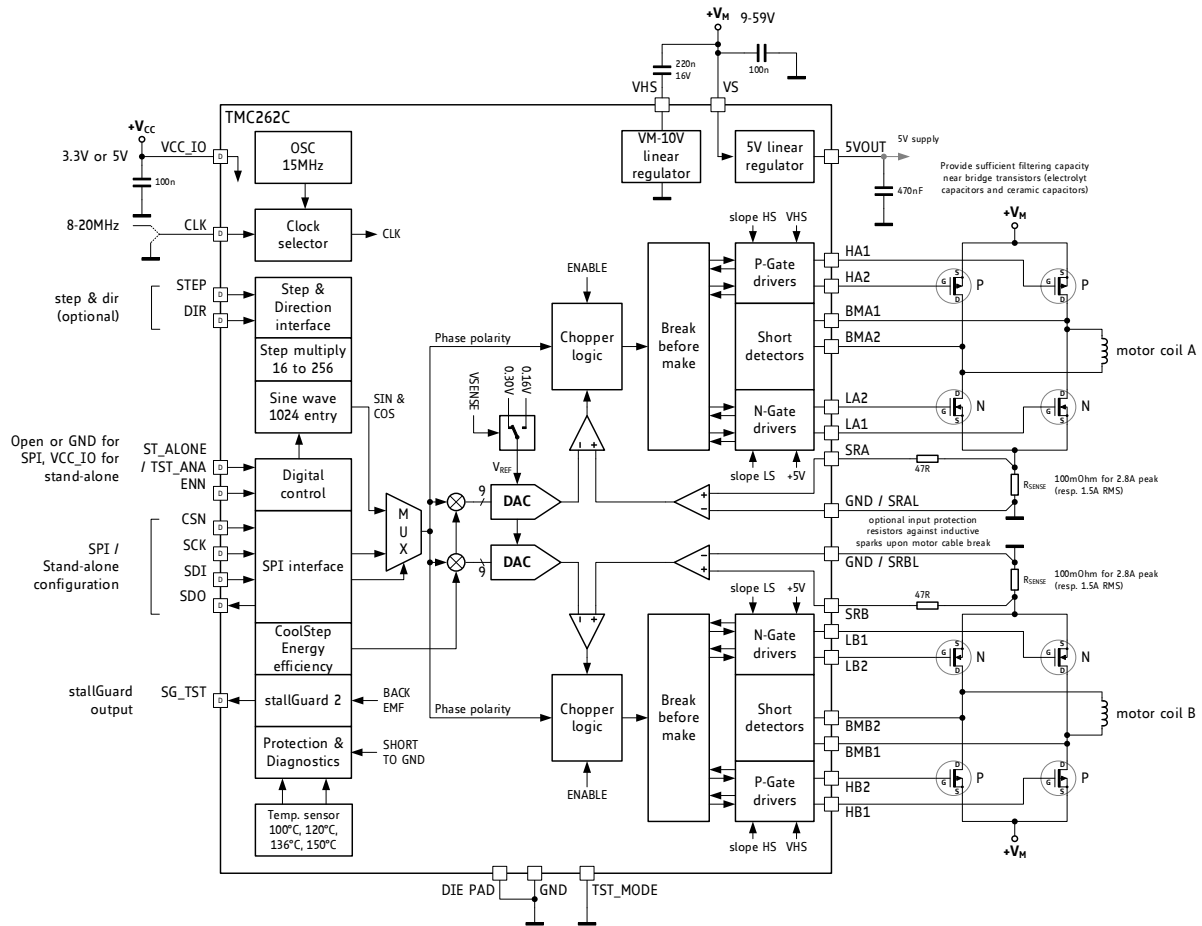 +VM
9-59V
220n
16V
100n
VHS
VS
TMC262C
+VCC
3.3V or 5V
VCC_IO
100n
OSC
15MHz
VM-10V
linear
regulator
5V linear
regulator
5VOUT
5V supply
470nF
Provide sufficient filtering capacity
near bridge transistors (electrolyt
capacitors and ceramic capacitors)
+VM
8-20MHz
CLK
Clock
selector
CLK
slope HS
VHS
step & dir
(optional)
STEP
DIR
Step &
Direction
interface
Step multiply
16 to 256
Sine wave
1024 entry
SIN &
COS
Phase polarity
ENABLE
Chopper
logic
Break
before
make
P-Gate
drivers
Short
detectors
N-Gate
drivers
slope LS
+5V
HA1
HA2
BMA1
BMA2
LA2
LA1
SRA
GND / SRAL
P
P
N
N
S
G
D
S
G
D
D
G
S
D
G
S
motor coil A
47R
RSENSE
100mOhm for 2.8A peak
(resp. 1.5A RMS)
VSENSE
0.30V
0.16V
VREF
Open or GND for
SPI, VCC_IO for
stand-alone
ST_ALONE
/ TST_ANA
ENN
Digital
control
SPI /
Stand-alone
configuration
CSN
SCK
SDI
SDO
SPI interface
MUX
9
DAC
9
DAC
- +
- +
+
-
-
+
optional input protection
resistors against inductive
sparks upon motor cable break
GND / SRBL
RSENSE
100mOhm for 2.8A peak
(resp. 1.5A RMS)
47R
SRB
slope LS
+5V
LB1
LB2
BMB2
BMB1
HB2
HB1
N-Gate
drivers
Short
detectors
P-Gate
drivers
slope HS
VHS
N
N
P
P
D
G
S
D
G
S
D
G
S
D
G
S
motor coil B
+VM
CoolStep
Energy
efficiency
stallGuard
output
SG_TST
stallGuard 2
BACK
EMF
Protection &
Diagnostics
SHORT
TO GND
Temp. sensor
100°C, 120°C,
136°C, 150°C
Phase polarity
Chopper
logic
ENABLE
Break
before
make
DIE PAD
GND
TST_MODE
D
D
D
D
D
D
D
D
D
D
D